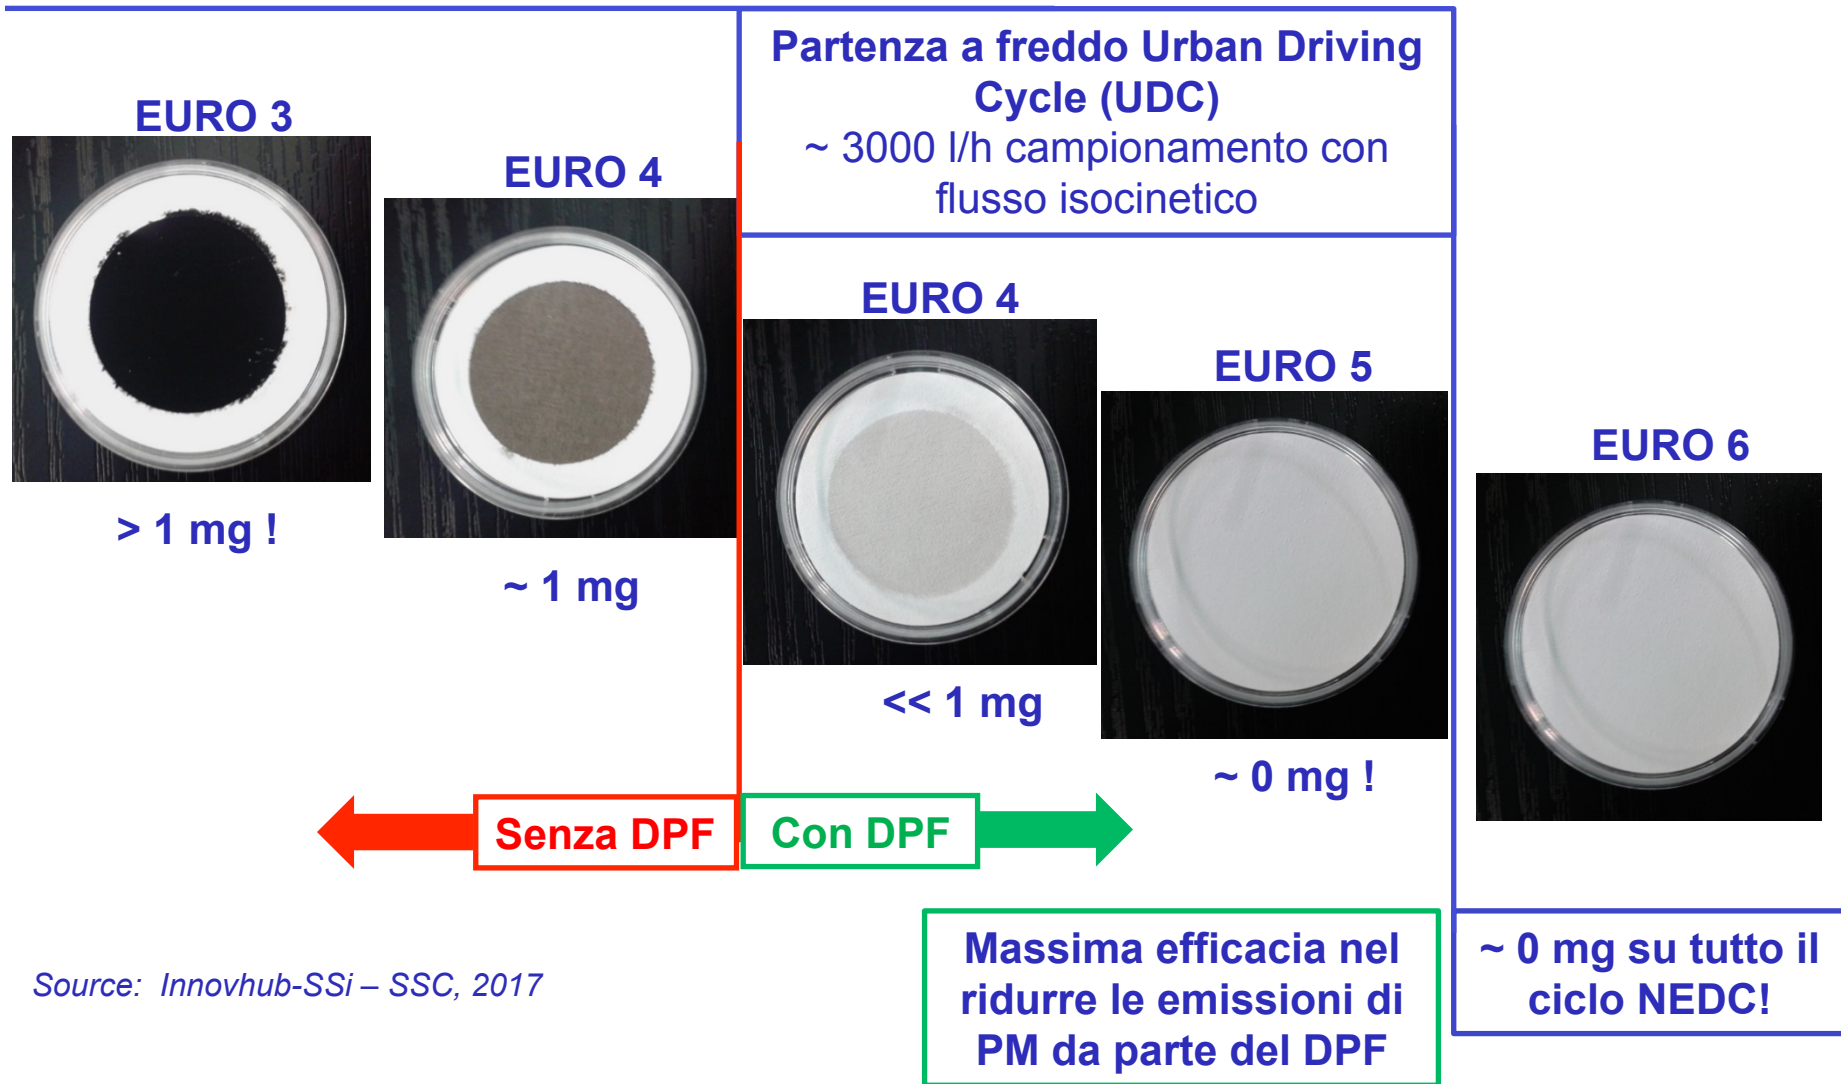 Partenza a freddo Urban Driving
Cycle (UDC)
~ 3000 l/h campionamento con
flusso isocinetico
EURO 3
> 1 mg !
EURO 4
~ 1 mg
EURO 4
<< 1 mg
EURO 5
~ 0 mg !
EURO 6
Senza DPF
Con DPF
Massima efficacia nel
ridurre le emissioni di
PM da parte del DPF
~ 0 mg su tutto il
ciclo NEDC!
Source: Innovhub-SSi – SSC, 2017